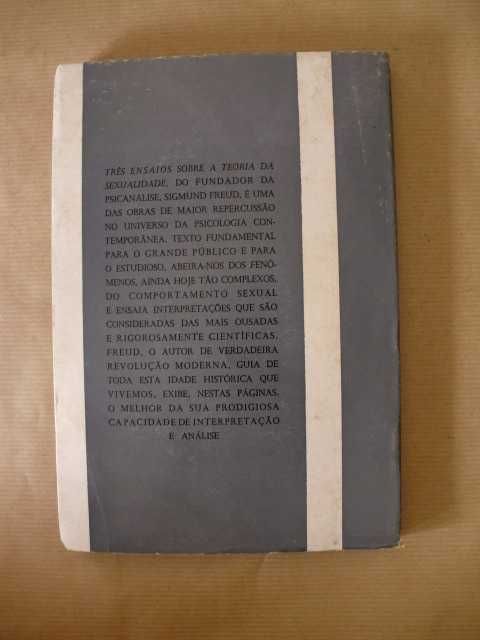 TRÊS ENSAIOS SOBRE A TEORIA DA
SEXUALIDADE, DO FUNDADOR DA
PSICANÁLISE, SIGMUND FREUD, É UMA
DAS OBRAS DE MAIOR REPERCUSSÃO
NO UNIVERSO DA PSICOLOGIA CON-
TEMPORÂNEA. TEXTO FUNDAMENTAL
PARA O GRANDE PÚBLICO E PARA
O ESTUDIOSO, ABEIRA-NOS DOS FENÓ-
MENOS, AINDA HOJE TÃO COMPLEXOS,
DO COMPORTAMENTO SEXUAL
E ENSAIA INTERPRETAÇÕES QUE SÃO
CONSIDERADAS DAS MAIS OUSADAS
E RIGOROSAMENTE CIENTÍFICAS.
FREUD, O AUTOR DE VERDADEIRA
REVOLUÇÃO MODERNA, GUIA DE
TODA ESTA IDADE HISTÓRICA QUE
VIVEMOS, EXIBE, NESTAS PÁGINAS,
O MELHOR DA SUA PRODIGIOSA
CAPACIDADE DE INTERPRETAÇÃO
E ANÁLISE